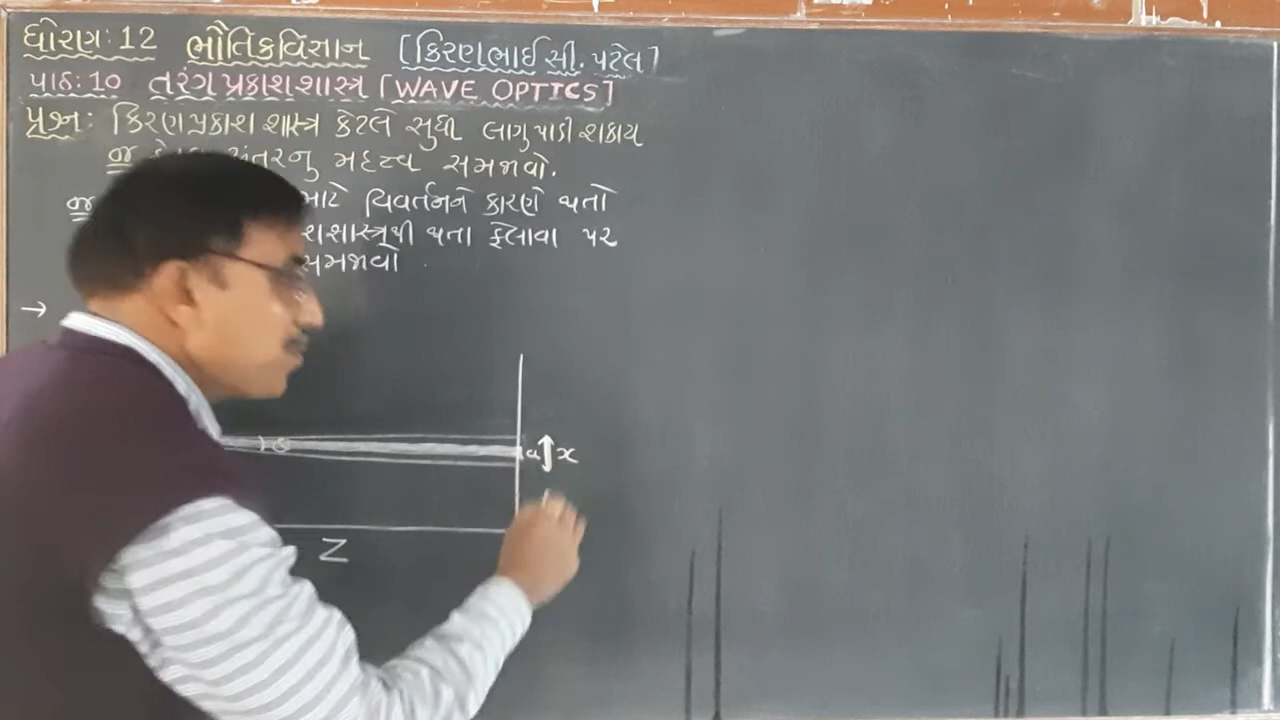 ધોરણ: 12 ભૌતિકવિજ્ઞાન [કિરણભાઈ સી. પટેલ]
પાઠ: 10 તરંગ પ્રકાશશાસ્ત્ર [WAVE OPTICS]
પ્રશ્ન: કિરણપ્રકાશ શાસ્ત્ર કેટલે સુધી લાગુ પાડી શકાય
જ અંતરનુ મહત્વ સમજાવો.
માટે વિવર્તનને કારણે થતો
શશાસ્ત્રથી થતા ફેલાવા પર
સમજાવો.
→
θ a x
Z